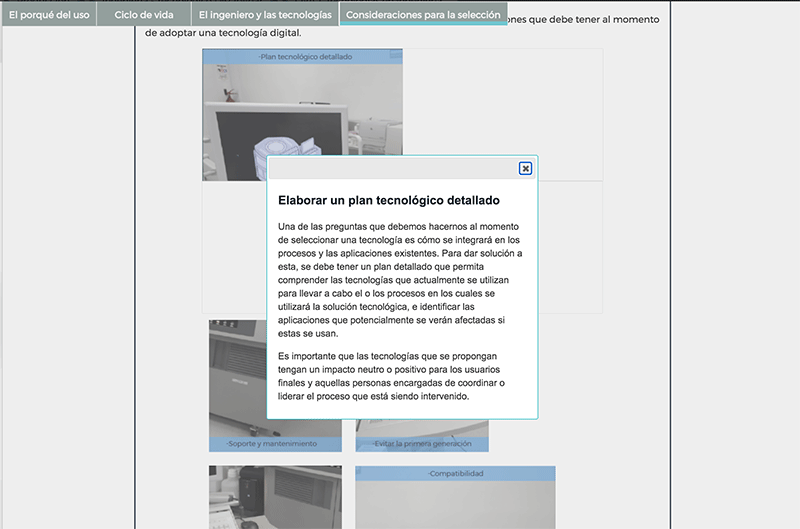 El porqué del uso
Ciclo de vida
El ingeniero y las tecnologías
Consideraciones para la selección
ones que debe tener al momento
de adoptar una tecnología digital.
-Plan tecnológico detallado
Elaborar un plan tecnológico detallado
Una de las preguntas que debemos hacernos al momento
de seleccionar una tecnología es cómo se integrará en los
procesos y las aplicaciones existentes. Para dar solución a
esta, se debe tener un plan detallado que permita
comprender las tecnologías que actualmente se utilizan
para llevar a cabo el o los procesos en los cuales se
utilizará la solución tecnológica, e identificar las
aplicaciones que potencialmente se verán afectadas si
estas se usan.
Es importante que las tecnologías que se propongan
tengan un impacto neutro o positivo para los usuarios
finales y aquellas personas encargadas de coordinar o
liderar el proceso que está siendo intervenido.
-Soporte y mantenimiento
-Evitar la primera generación
-Compatibilidad